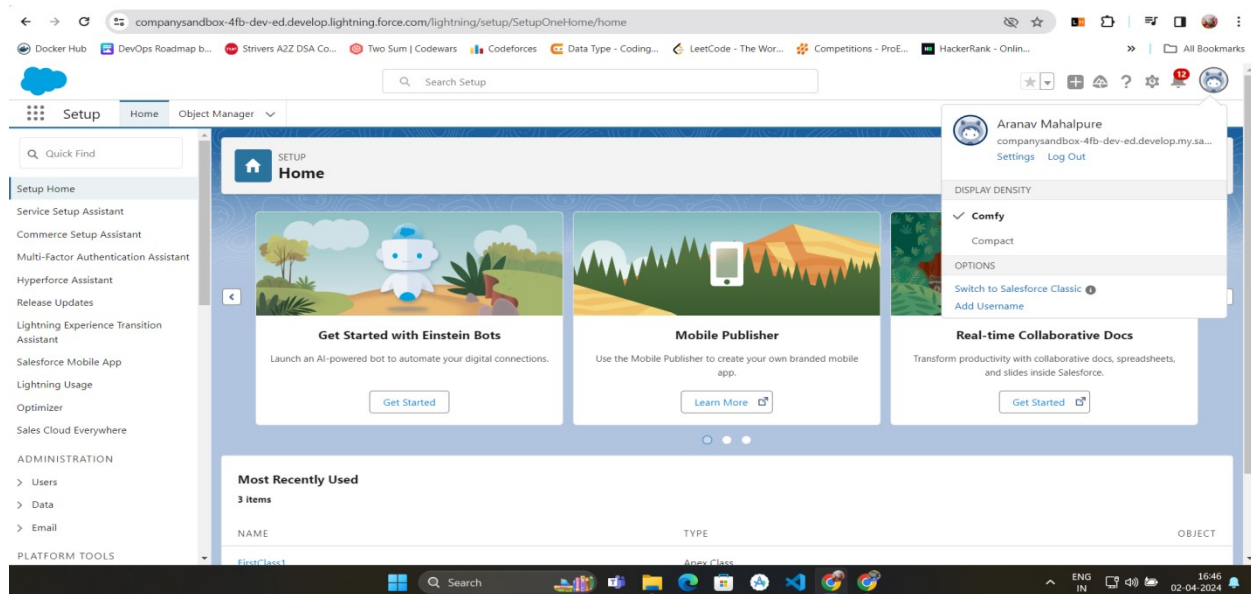 companysandbox-4fb-dev-ed.develop.lightning.force.com/lightning/setup/SetupOneHome/home
Docker Hub
DevOps Roadmap b...
Strivers A2Z DSA Co...
Two Sum | Codewars
Codeforces
Data Type - Coding...
LeetCode - The Wor...
Competitions - ProE...
HackerRank - Onlin...
»
All Bookmarks
Search Setup
12
Setup
Home
Object Manager
Quick Find
Setup Home
Service Setup Assistant
Commerce Setup Assistant
Multi-Factor Authentication Assistant
Hyperforce Assistant
Release Updates
Lightning Experience Transition
Assistant
Salesforce Mobile App
Lightning Usage
Optimizer
Sales Cloud Everywhere
ADMINISTRATION
> Users
> Data
> Email
PLATFORM TOOLS
SETUP
Home
Get Started with Einstein Bots
Launch an AI-powered bot to automate your digital connections.
Get Started
Mobile Publisher
Use the Mobile Publisher to create your own branded mobile
app.
Learn More
Real-time Collaborative Docs
Transform productivity with collaborative docs, spreadsheets,
and slides inside Salesforce.
Get Started
Aranav Mahalpure
companysandbox-4fb-dev-ed.develop.my.sa...
Settings Log Out
DISPLAY DENSITY
Comfy
Compact
OPTIONS
Switch to Salesforce Classic
Add Username
Most Recently Used
3 items
NAME TYPE OBJECT
FirstClass1 Apex Class
Search
ENG
IN
16:46
02-04-2024